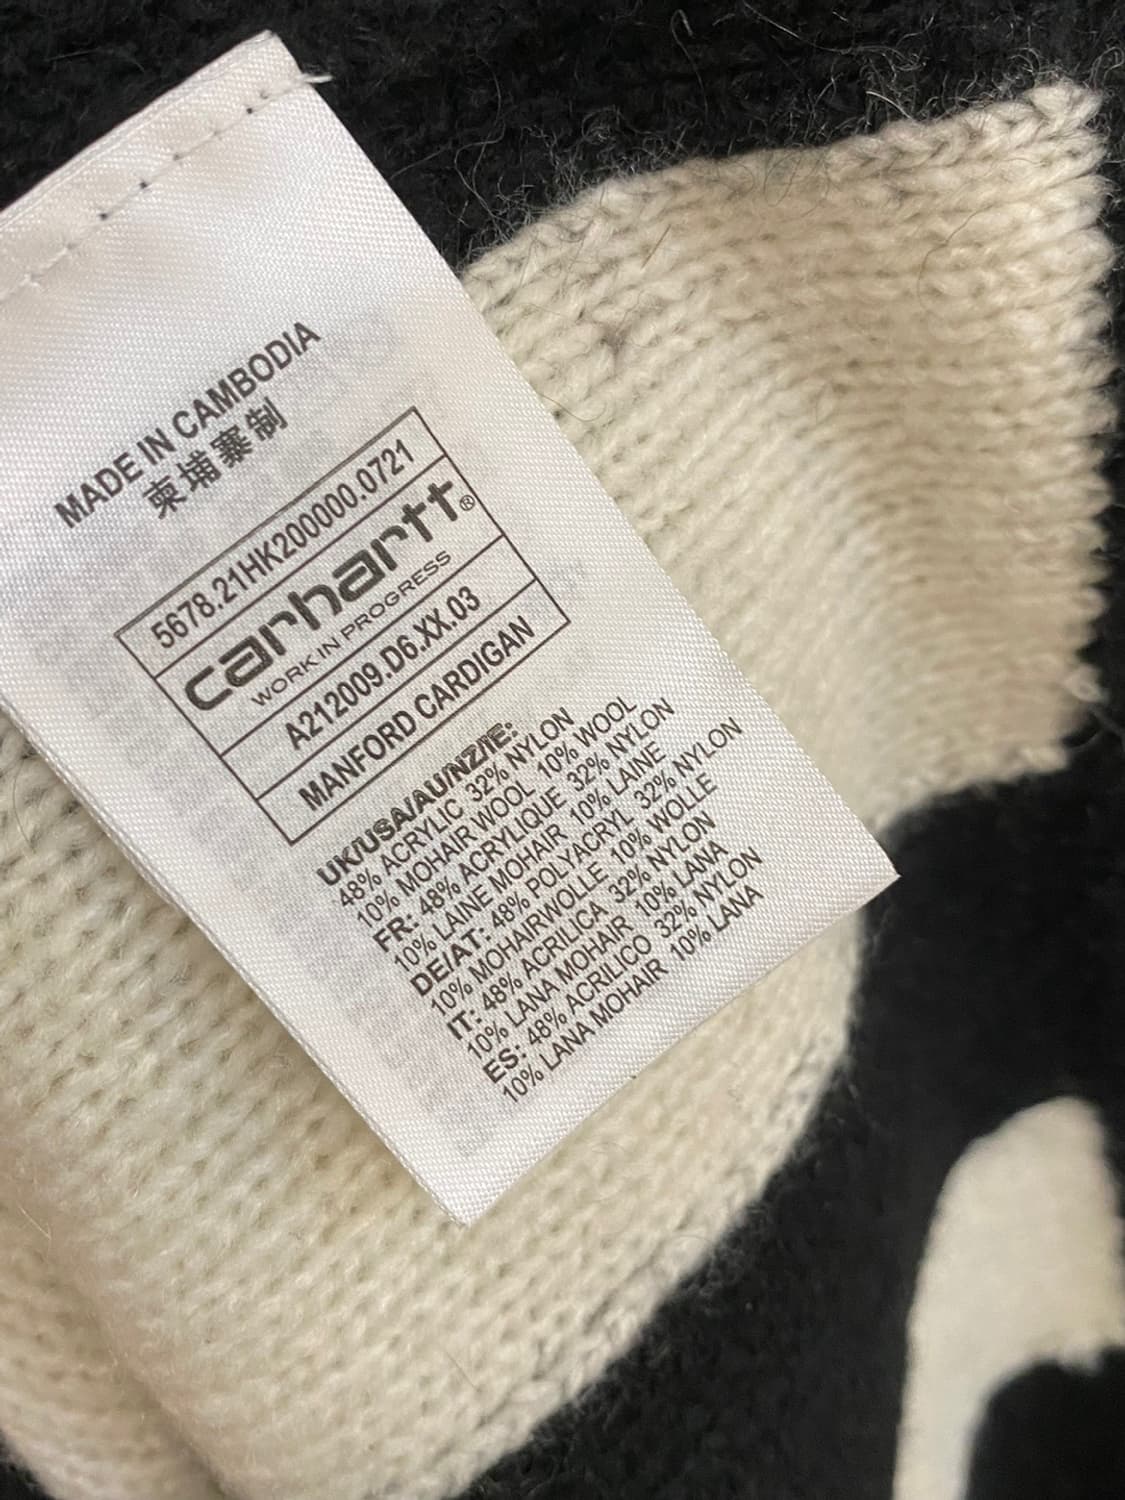 MADE IN CAMBODIA
柬埔寨制
5678.21HK200000.0721
carhartt®
WORK IN PROGRESS
A212009.D6.XX.03
MANFORD CARDIGAN
UK/USA/AU/NZ/IE:
48% ACRYLIC 32% NYLON
10% MOHAIR WOOL 10% WOOL
FR: 48% ACRYLIQUE 32% NYLON
10% LAINE MOHAIR 10% LAINE
DE/AT: 48% POLYACRYL 32% NYLON
10% MOHAIRWOLLE 10% WOLLE
IT: 48% ACRILICA 32% NYLON
10% LANA MOHAIR 10% LANA
ES: 48% ACRILICO 32% NYLON
10% LANA MOHAIR 10% LANA